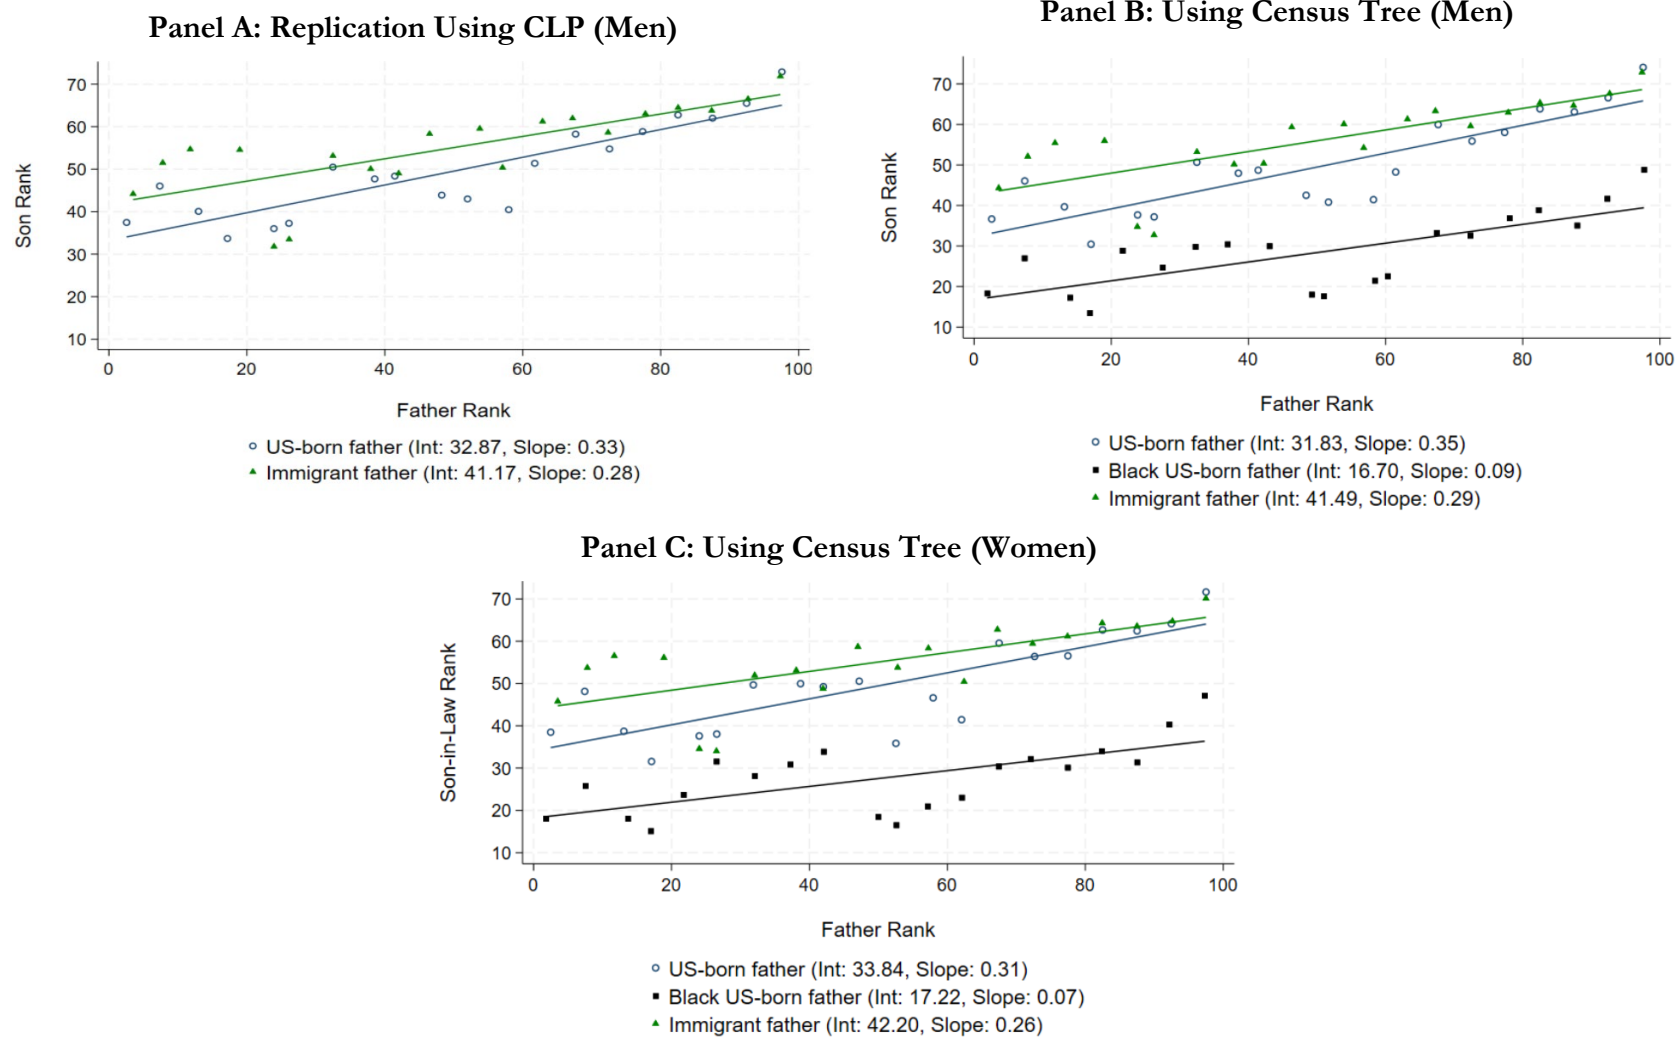 Panel A: Replication Using CLP (Men)
70
60
50
40
30
20
10
Son Rank
0 20 40 60 80 100
Father Rank
US-born father (Int: 32.87, Slope: 0.33)
Immigrant father (Int: 41.17, Slope: 0.28)
Panel B: Using Census Tree (Men)
70
60
50
40
30
20
10
Son Rank
0 20 40 60 80 100
Father Rank
US-born father (Int: 31.83, Slope: 0.35)
Black US-born father (Int: 16.70, Slope: 0.09)
Immigrant father (Int: 41.49, Slope: 0.29)
Panel C: Using Census Tree (Women)
70
60
50
40
30
20
10
Son-in-Law Rank
0 20 40 60 80 100
Father Rank
US-born father (Int: 33.84, Slope: 0.31)
Black US-born father (Int: 17.22, Slope: 0.07)
Immigrant father (Int: 42.20, Slope: 0.26)